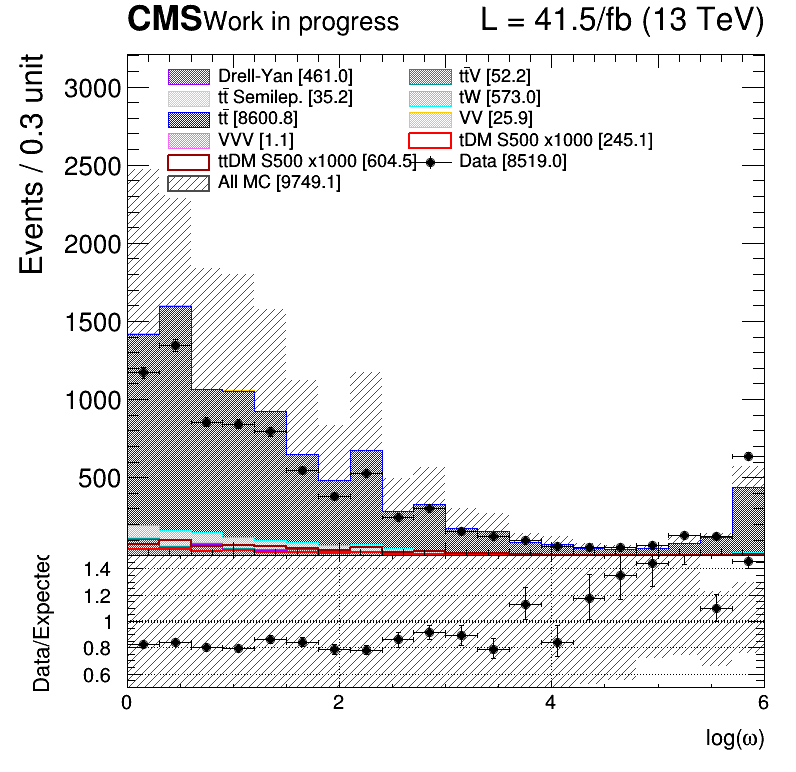 CMS Work in progress L = 41.5/fb (13 TeV)
Events / 0.3 unit
3000
2500
2000
1500
1000
500
Drell-Yan [461.0] tt̄V [52.2]
tt̄ Semilep. [35.2] tW [573.0]
tt̄ [8600.8] VV [25.9]
VVV [1.1] tDM S500 x1000 [245.1]
ttDM S500 x1000 [604.5] Data [8519.0]
All MC [9749.1]
Data/Expected
1.4
1.2
1
0.8
0.6
0 2 4 6
log(ω)